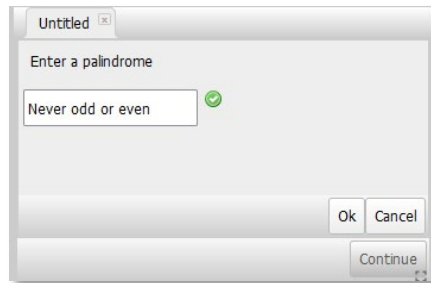 Untitled
Enter a palindrome
Never odd or even
Ok Cancel
Continue